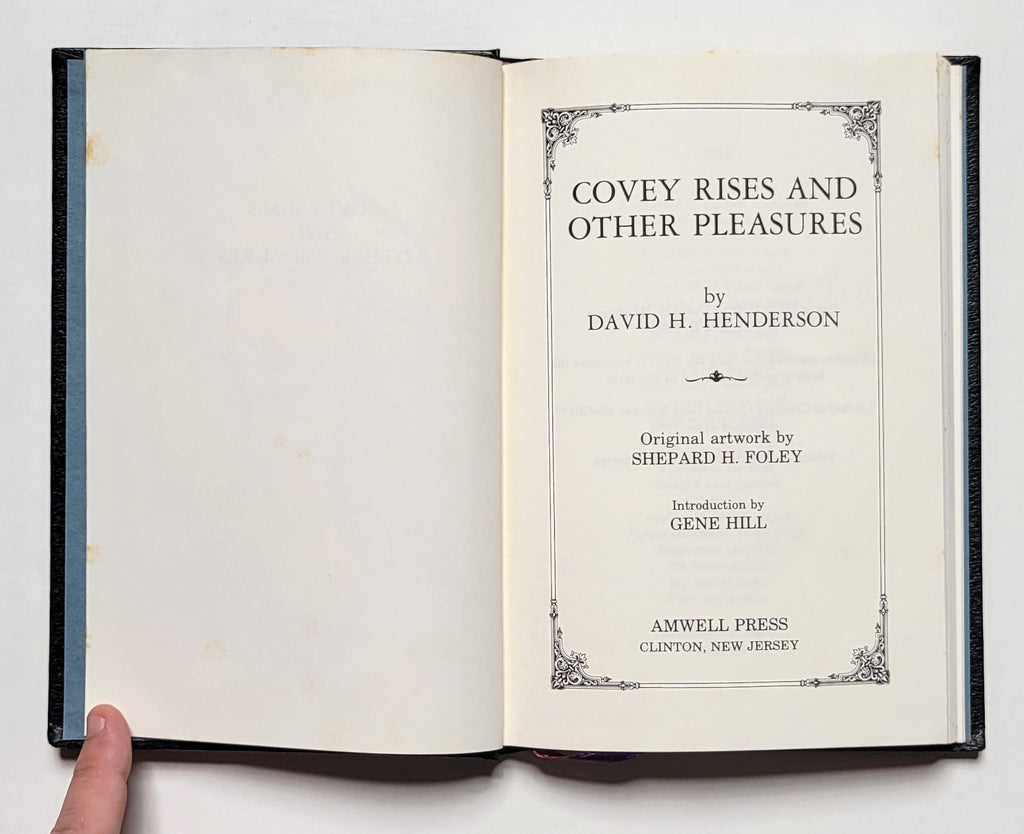 COVEY RISES AND
OTHER PLEASURES
by
DAVID H. HENDERSON
Original artwork by
SHEPARD H. FOLEY
Introduction by
GENE HILL
AMWELL PRESS
CLINTON, NEW JERSEY